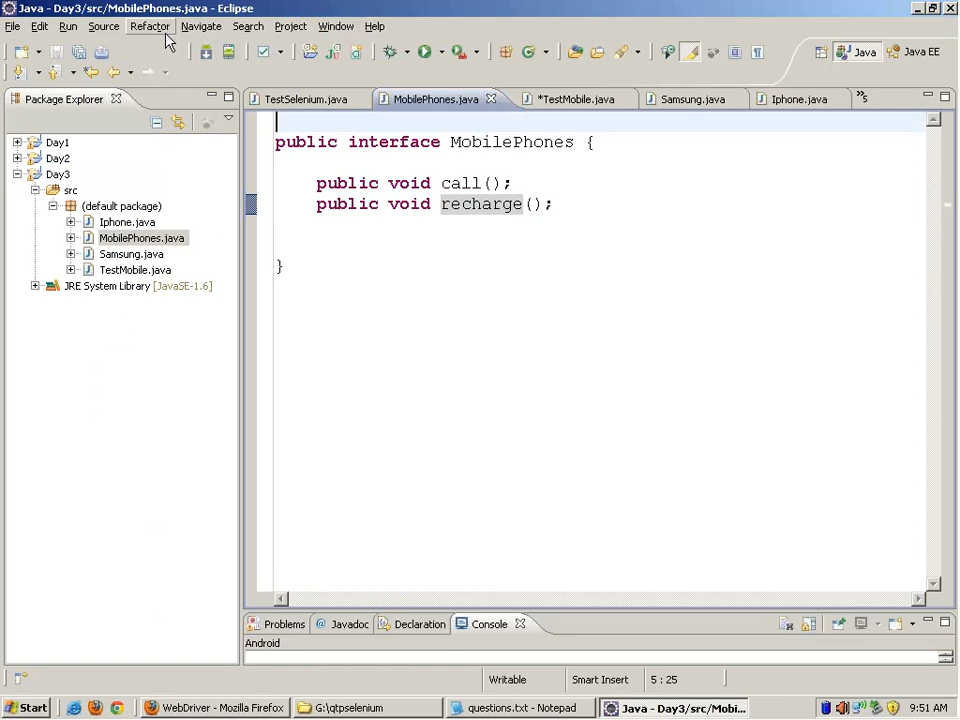 Java - Day3/src/MobilePhones.java - Eclipse
File Edit Run Source Refactor Navigate Search Project Window Help
Java Java EE
Package Explorer
TestSelenium.java MobilePhones.java *TestMobile.java Samsung.java Iphone.java »5
Day1
Day2
Day3
src
(default package)
Iphone.java
MobilePhones.java
Samsung.java
TestMobile.java
JRE System Library [JavaSE-1.6]
public interface MobilePhones {
public void call();
public void recharge();
}
Problems @ Javadoc Declaration Console
Android
Writable Smart Insert 5 : 25
Start WebDriver - Mozilla Firefox G:\qtpselenium questions.txt - Notepad Java - Day3/src/Mobi... 9:51 AM